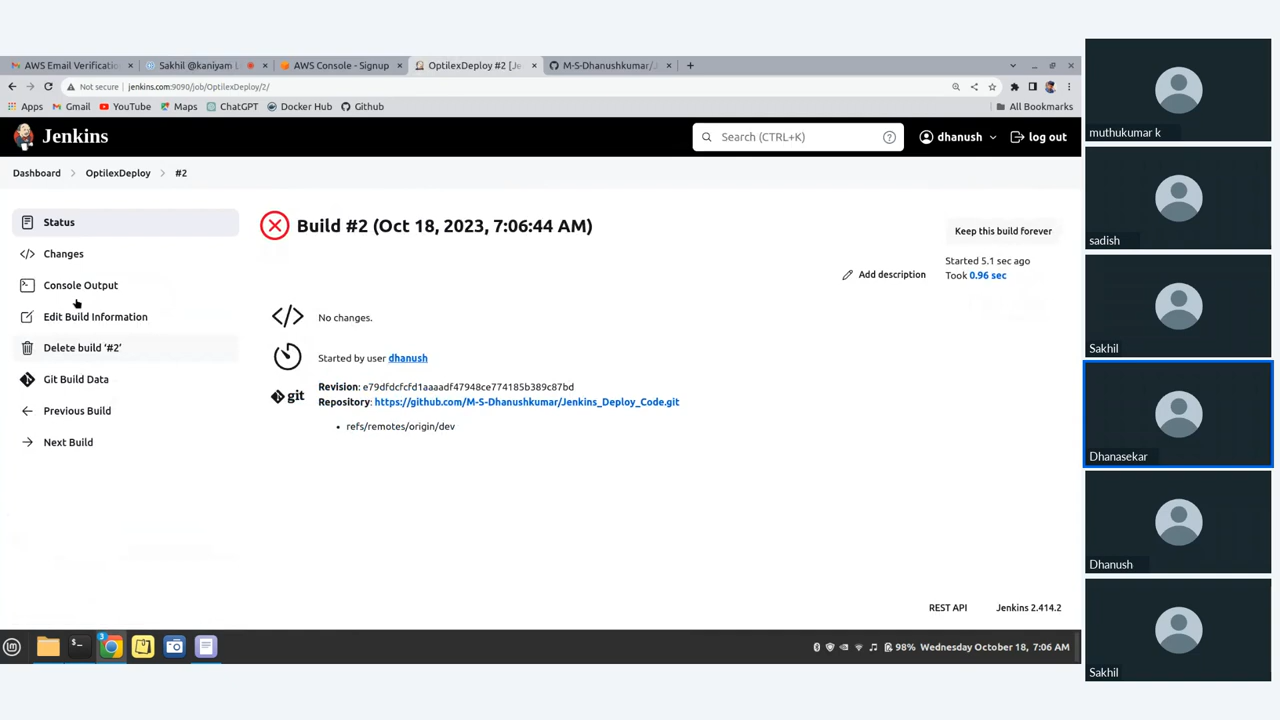 AWS Email Verificatio
Sakhil @kaniyam L
AWS Console - Signup
OptilexDeploy #2 [Je
M-S-Dhanushkumar/J
Not secure jenkins.com:9090/job/OptilexDeploy/2/
Apps Gmail YouTube Maps ChatGPT Docker Hub Github All Bookmarks
Jenkins
Search (CTRL+K)
dhanush
log out
Dashboard OptilexDeploy #2
Status
Changes
Console Output
Edit Build Information
Delete build '#2'
Git Build Data
Previous Build
Next Build
Build #2 (Oct 18, 2023, 7:06:44 AM)
Keep this build forever
Add description
Started 5.1 sec ago
Took 0.96 sec
No changes.
Started by user dhanush
git
Revision: e79dfdcfcfd1aaaadf47948ce774185b389c87bd
Repository: https://github.com/M-S-Dhanushkumar/Jenkins_Deploy_Code.git
• refs/remotes/origin/dev
REST API Jenkins 2.414.2
3
98% Wednesday October 18, 7:06 AM
muthukumar k
sadish
Sakhil
Dhanasekar
Dhanush
Sakhil